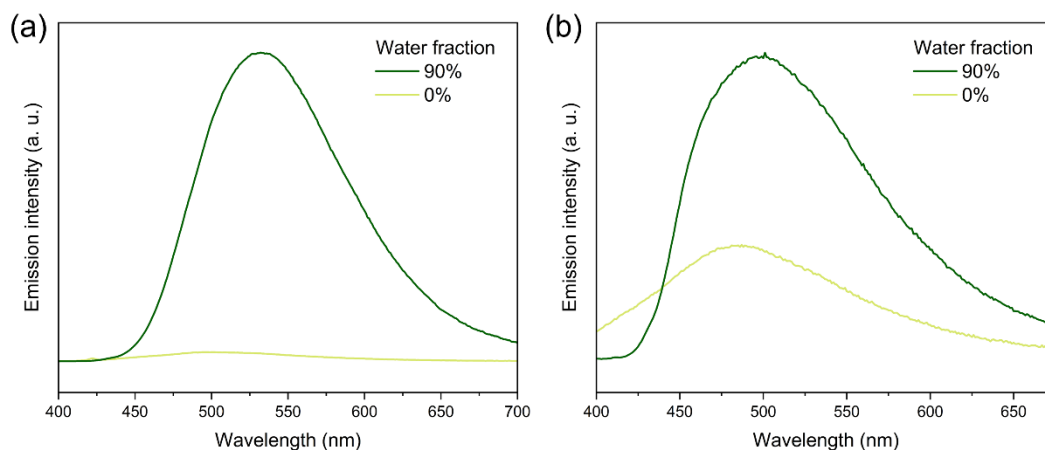 (a)
Emission intensity (a. u.)
Water fraction
90%
0%
400 450 500 550 600 650 700
Wavelength (nm)
(b)
Emission intensity (a. u.)
Water fraction
90%
0%
400 450 500 550 600 650
Wavelength (nm)